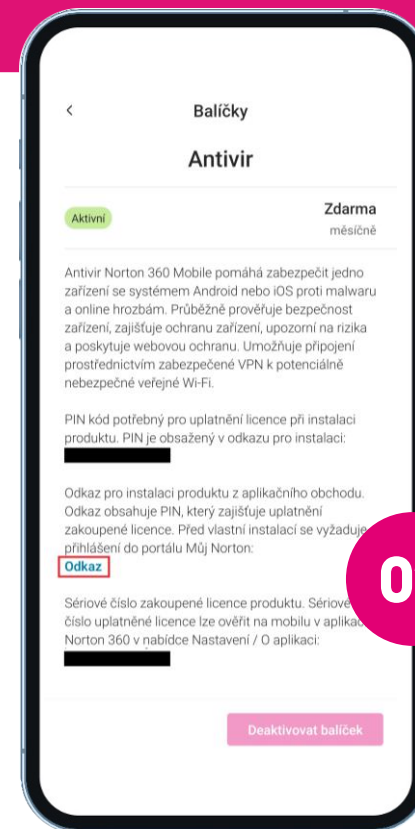 Balíčky
Antivir
Aktivní
Zdarma
měsíčně
Antivir Norton 360 Mobile pomáhá zabezpečit jedno
zařízení se systémem Android nebo iOS proti malwaru
a online hrozbám. Průběžně prověřuje bezpečnost
zařízení, zajišťuje ochranu zařízení, upozorní na rizika
a poskytuje webovou ochranu. Umožňuje připojení
prostřednictvím zabezpečené VPN k potenciálně
nebezpečné veřejné Wi-Fi.
PIN kód potřebný pro uplatnění licence při instalaci
produktu. PIN je obsažený v odkazu pro instalaci:
Odkaz pro instalaci produktu z aplikačního obchodu.
Odkaz obsahuje PIN, který zajišťuje uplatnění
zakoupené licence. Před vlastní instalací se vyžaduje
přihlášení do portálu Můj Norton:
Odkaz
0
Sériové číslo zakoupené licence produktu. Sériové
číslo uplatněné licence lze ověřit na mobilu v aplikac
Norton 360 v nabídce Nastavení / O aplikaci:
Deaktivovat balíček